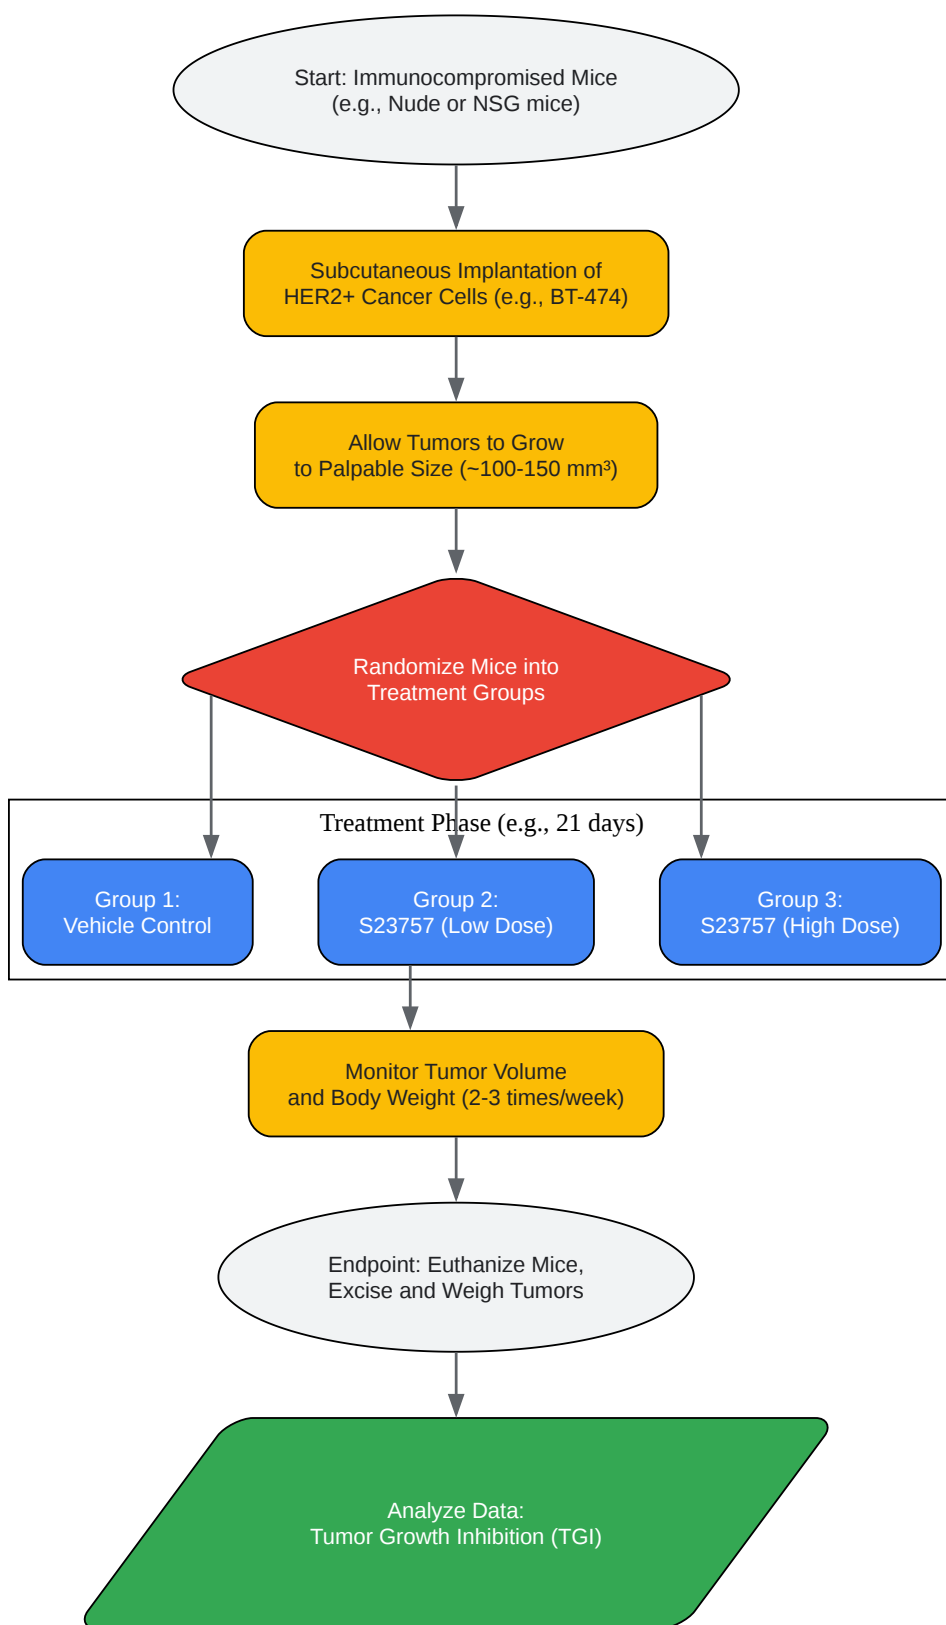 Start: Immunocompromised Mice
(e.g., Nude or NSG mice)
Subcutaneous Implantation of
HER2+ Cancer Cells (e.g., BT-474)
Allow Tumors to Grow
to Palpable Size (~100-150 mm³)
Randomize Mice into
Treatment Groups
Treatment Phase (e.g., 21 days)
Group 1:
Vehicle Control
Group 2:
S23757 (Low Dose)
Group 3:
S23757 (High Dose)
Monitor Tumor Volume
and Body Weight (2-3 times/week)
Endpoint: Euthanize Mice,
Excise and Weigh Tumors
Analyze Data:
Tumor Growth Inhibition (TGI)